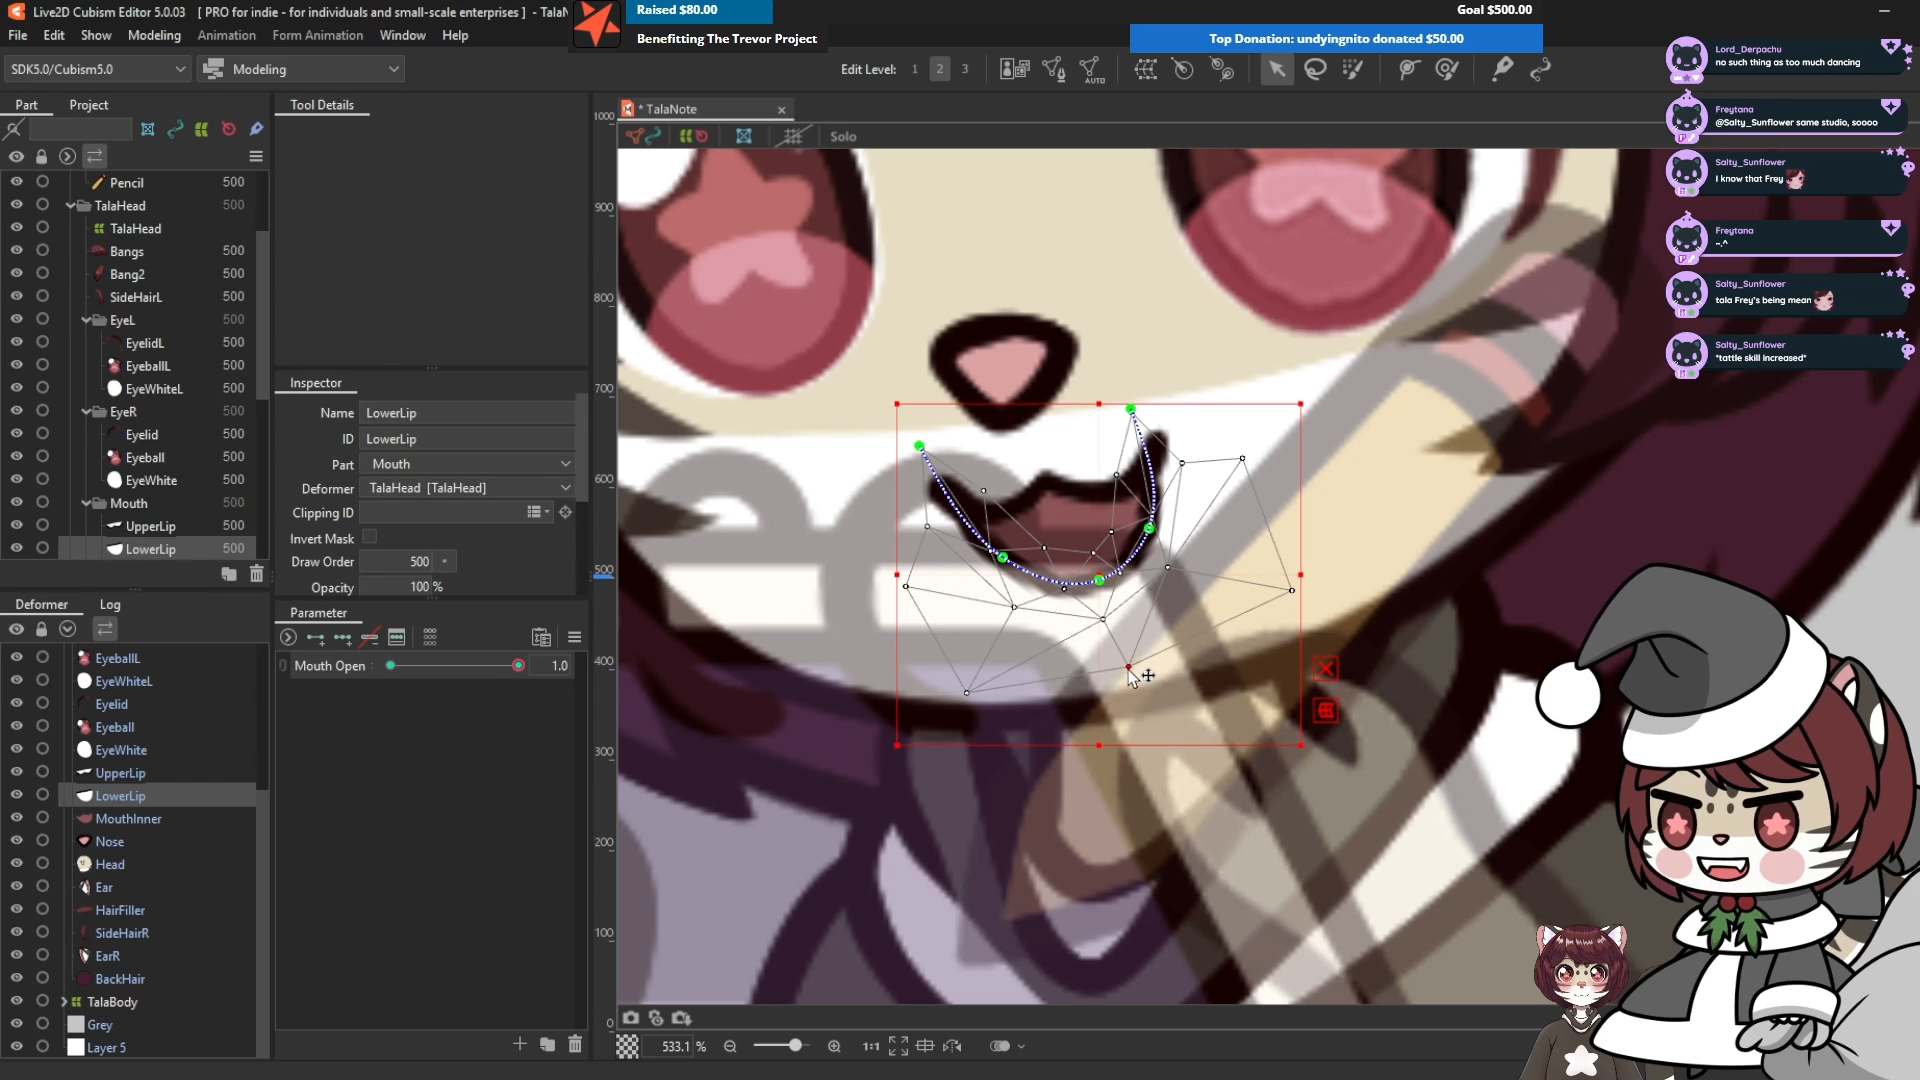 Live2D Cubism Editor 5.0.03 [ PRO for indie - for individuals and small-scale enterprises ] - TalaN
Raised $80.00
Goal $500.00
Benefitting The Trevor Project
Top Donation: undyingnito donated $50.00
File Edit Show Modeling Animation Form Animation Window Help
SDK5.0/Cubism5.0
Modeling
Edit Level: 1 2 3
AUTO
Part Project
Tool Details
* TalaNote
Solo
Pencil 500
TalaHead 500
TalaHead
Bangs 500
Bang2 500
SideHairL 500
EyeL 500
EyelidL 500
EyeballL 500
EyeWhiteL 500
EyeR 500
Eyelid 500
Eyeball 500
EyeWhite 500
Mouth 500
UpperLip 500
LowerLip 500
Inspector
Name LowerLip
ID LowerLip
Part Mouth
Deformer TalaHead [TalaHead]
Clipping ID
Invert Mask
Draw Order 500
Opacity 100 %
Parameter
Mouth Open 1.0
Deformer Log
EyeballL
EyeWhiteL
Eyelid
Eyeball
EyeWhite
UpperLip
LowerLip
MouthInner
Nose
Head
Ear
HairFiller
SideHairR
EarR
BackHair
TalaBody
Grey
Layer 5
1000
900
800
700
600
500
400
300
200
100
0
533.1 %
1:1
Lord_Derpachu
no such thing as too much dancing
Freytana
@Salty_Sunflower same studio, soooo
Salty_Sunflower
I know that Frey
Freytana
~.^
Salty_Sunflower
tala Frey's being mean
Salty_Sunflower
*tattle skill increased*